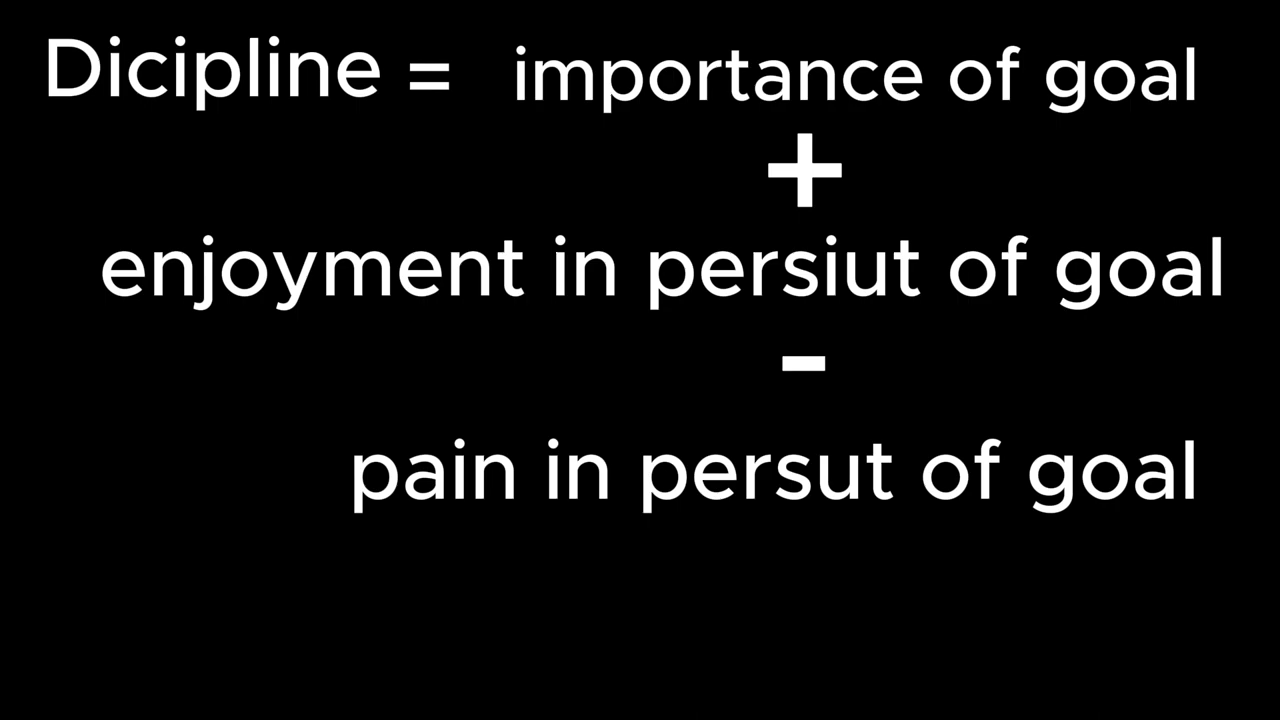 Dicipline = importance of goal
+
enjoyment in persiut of goal
-
pain in persut of goal